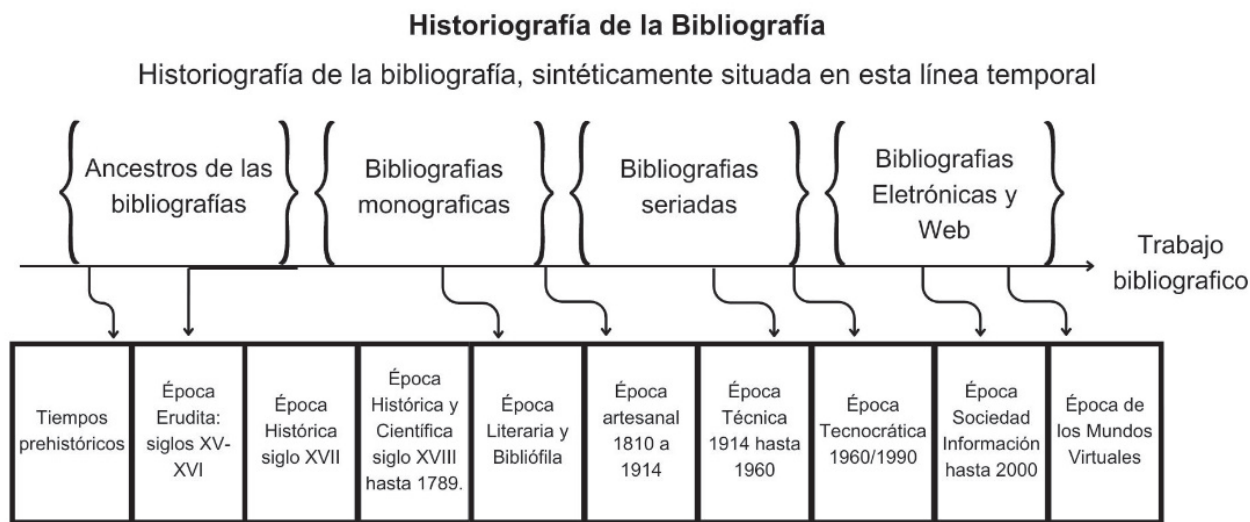 Historiografía de la Bibliografía
Historiografía de la bibliografía, sintéticamente situada en esta línea temporal
Ancestros de las
bibliografías
Bibliografias
monograficas
Bibliografias
seriadas
Bibliografias
Eletrónicas y
Web
Trabajo
bibliografico
Tiempos
prehistóricos
Época
Erudita:
siglos XV-
XVI
Época
Histórica
siglo XVII
Época
Histórica y
Científica
siglo XVIII
hasta 1789.
Época
Literaria y
Bibliófila
Época
artesanal
1810 a
1914
Época
Técnica
1914 hasta
1960
Época
Tecnocrática
1960/1990
Época
Sociedad
Información
hasta 2000
Época de
los Mundos
Virtuales